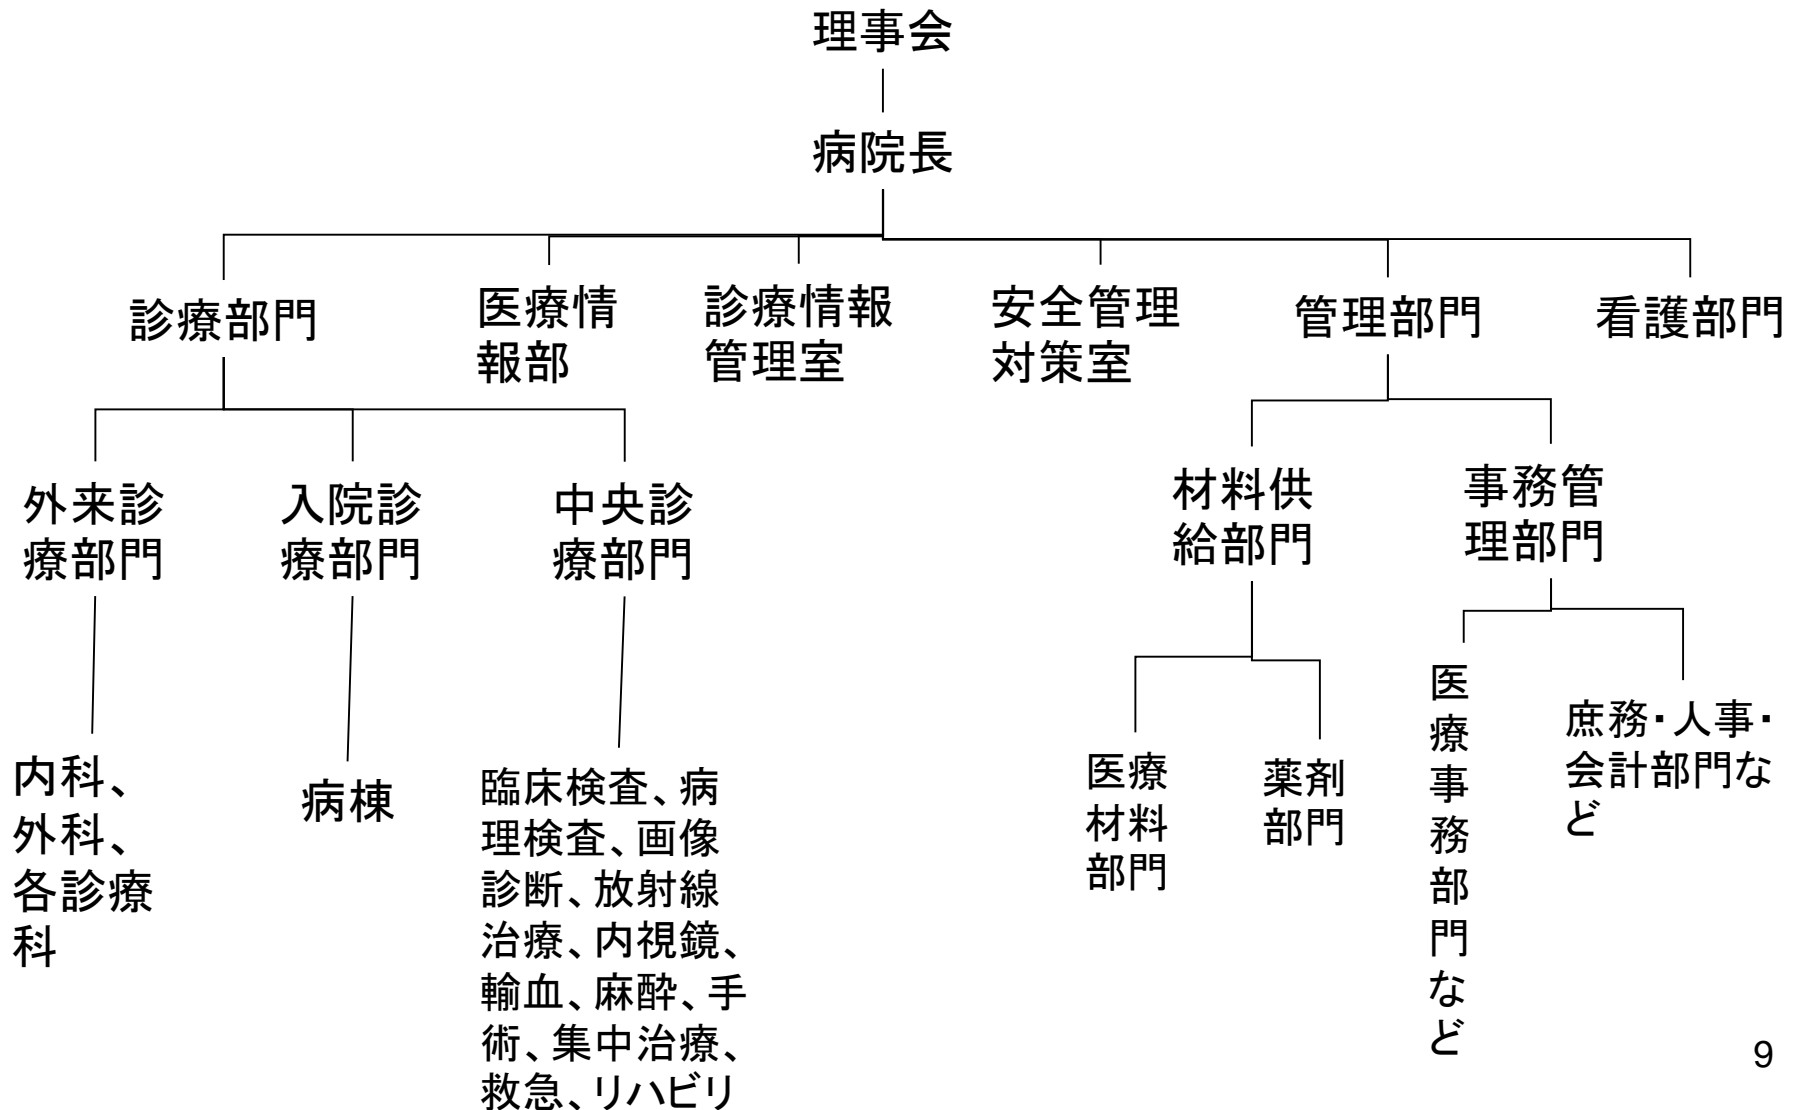 理事会
病院長
診療部門
医療情
報部
診療情報
管理室
安全管理
対策室
管理部門
看護部門
外来診
療部門
入院診
療部門
中央診
療部門
材料供
給部門
事務管
理部門
内科、
外科、
各診療
科
病棟
臨床検査、病
理検査、画像
診断、放射線
治療、内視鏡、
輸血、麻酔、手
術、集中治療、
救急、リハビリ
医療
材料
部門
薬剤
部門
医療事務部門など
庶務・人事・
会計部門な
ど
9